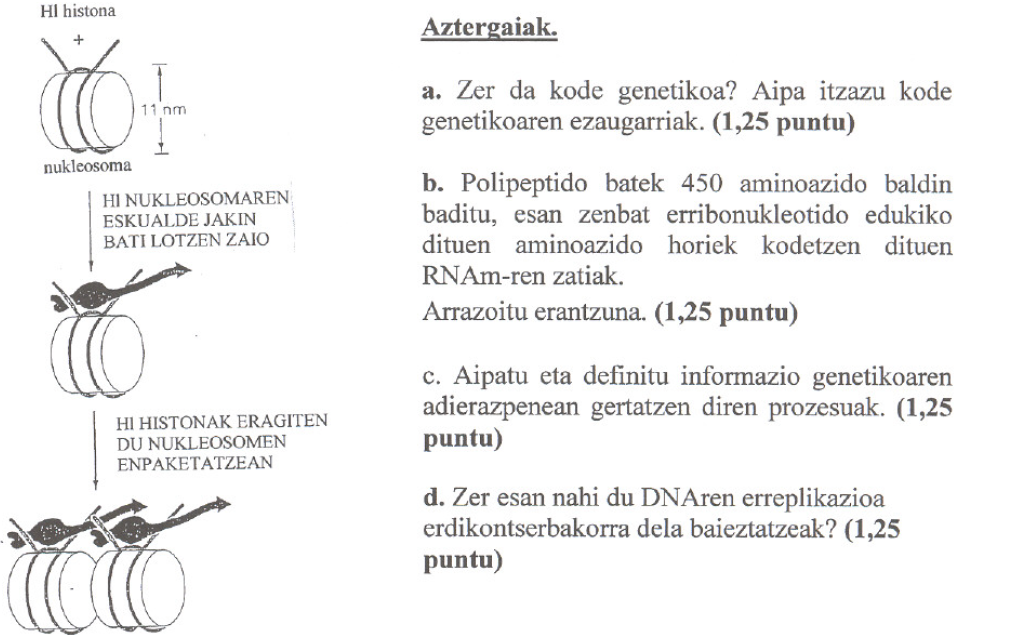 H1 histona
+
11 nm
nukleosoma
H1 NUKLEOSOMAREN
ESKUALDE JAKIN
BATI LOTZEN ZAIO
H1 HISTONAK ERAGITEN
DU NUKLEOSOMEN
ENPAKETATZEAN
Aztergaiak.
a. Zer da kode genetikoa? Aipa itzazu kode
genetikoaren ezaugarriak. (1,25 puntu)
b. Polipeptido batek 450 aminoazido baldin
baditu, esan zenbat erribonukleotido edukiko
dituen aminoazido horiek kodetzen dituen
RNAm-ren zatiak.
Arrazoitu erantzuna. (1,25 puntu)
c. Aipatu eta definitu informazio genetikoaren
adierazpenean gertatzen diren prozesuak. (1,25
puntu)
d. Zer esan nahi du DNAren erreplikazioa
erdikontserbakorra dela baieztatzeak? (1,25
puntu)